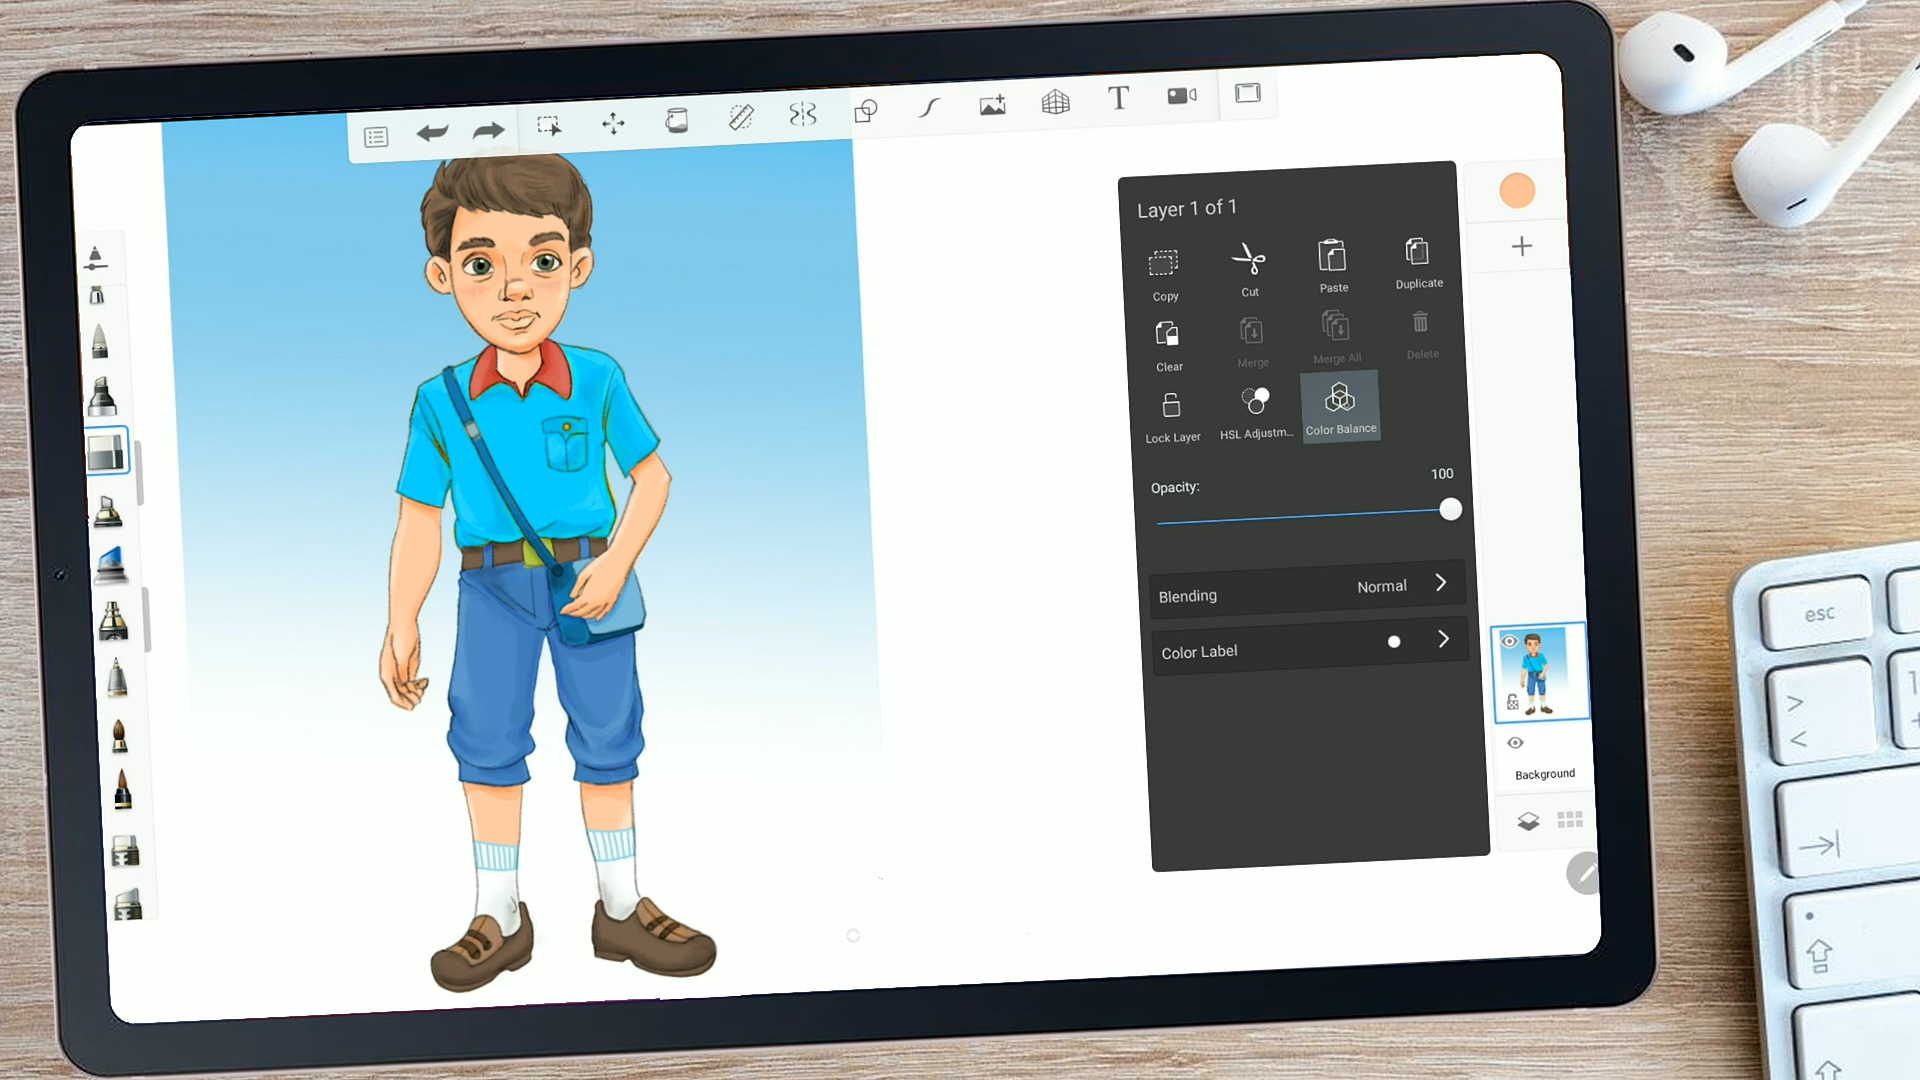 T
Layer 1 of 1
Copy
Cut
Paste
Duplicate
Clear
Merge
Merge All
Delete
Lock Layer
HSL Adjustm...
Color Balance
Opacity:
100
Blending
Normal
Color Label
Background
esc
>
<